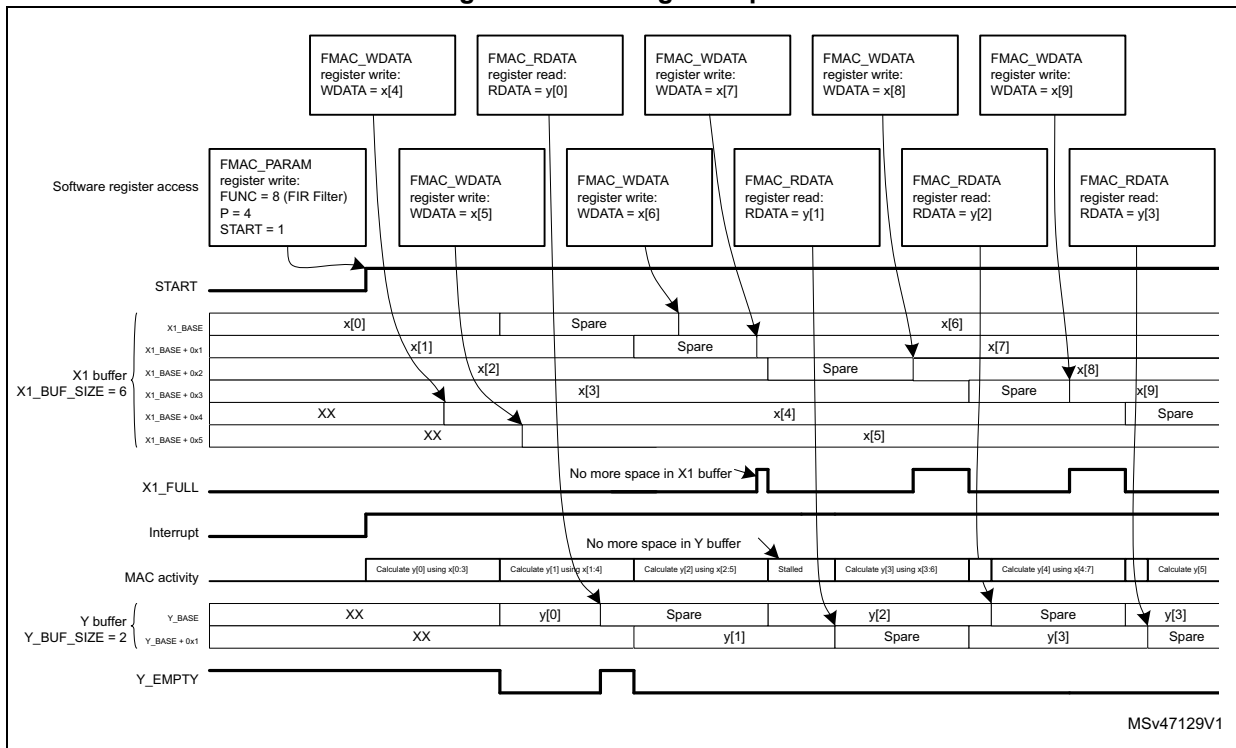 FMAC_WDATA
register write:
WDATA = x[4]
FMAC_RDATA
register read:
RDATA = y[0]
FMAC_WDATA
register write:
WDATA = x[7]
FMAC_WDATA
register write:
WDATA = x[8]
FMAC_WDATA
register write:
WDATA = x[9]
Software register access
FMAC_PARAM
register write:
FUNC = 8 (FIR Filter)
P = 4
START = 1
FMAC_WDATA
register write:
WDATA = x[5]
FMAC_WDATA
register write:
WDATA = x[6]
FMAC_RDATA
register read:
RDATA = y[1]
FMAC_RDATA
register read:
RDATA = y[2]
FMAC_RDATA
register read:
RDATA = y[3]
START
X1 buffer
X1_BUF_SIZE = 6
X1_BASE x[0] Spare x[6]
X1_BASE + 0x1 x[1] Spare x[7]
X1_BASE + 0x2 x[2] Spare x[8]
X1_BASE + 0x3 x[3] Spare x[9]
X1_BASE + 0x4 XX x[4] Spare
X1_BASE + 0x5 XX x[5]
No more space in X1 buffer
X1_FULL
Interrupt
No more space in Y buffer
MAC activity Calculate y[0] using x[0:3] Calculate y[1] using x[1:4] Calculate y[2] using x[2:5] Stalled Calculate y[3] using x[3:6] Calculate y[4] using x[4:7] Calculate y[5]
Y buffer
Y_BUF_SIZE = 2
Y_BASE XX y[0] Spare y[2] Spare y[3]
Y_BASE + 0x1 XX y[1] Spare y[3] Spare
Y_EMPTY
MSv47129V1